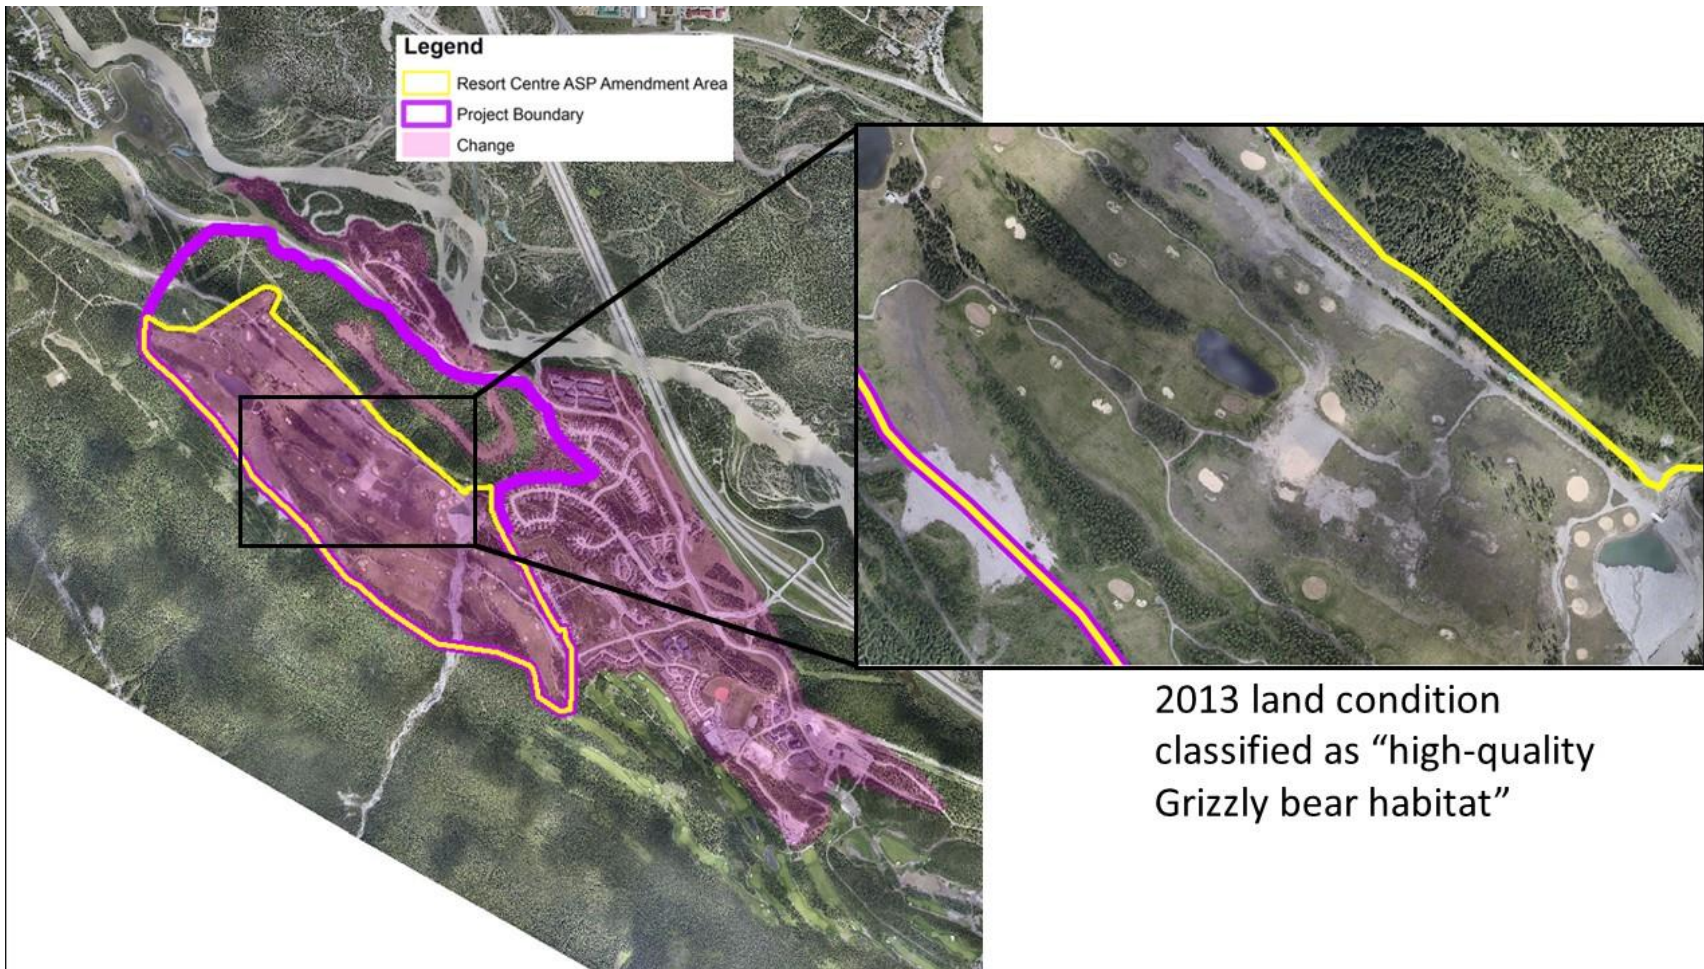 Legend
Resort Centre ASP Amendment Area
Project Boundary
Change
2013 land condition
classified as “high-quality
Grizzly bear habitat”